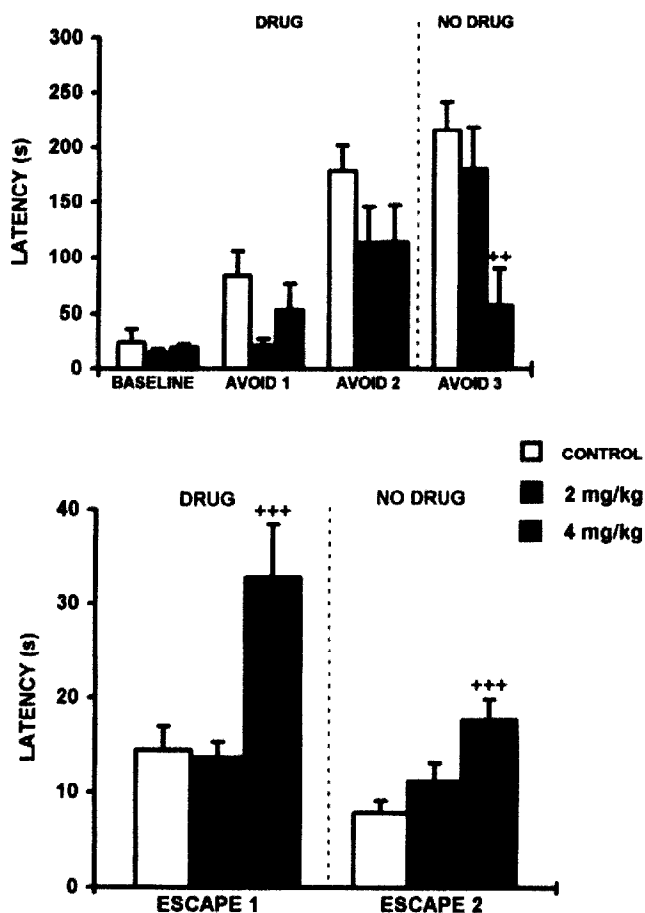 DRUG NO DRUG
300
250
200
150
100
50
0
LATENCY (s)
++
BASELINE AVOID 1 AVOID 2 AVOID 3
CONTROL
2 mg/kg
4 mg/kg
DRUG NO DRUG
40
30
20
10
0
LATENCY (s)
+++
+++
ESCAPE 1 ESCAPE 2